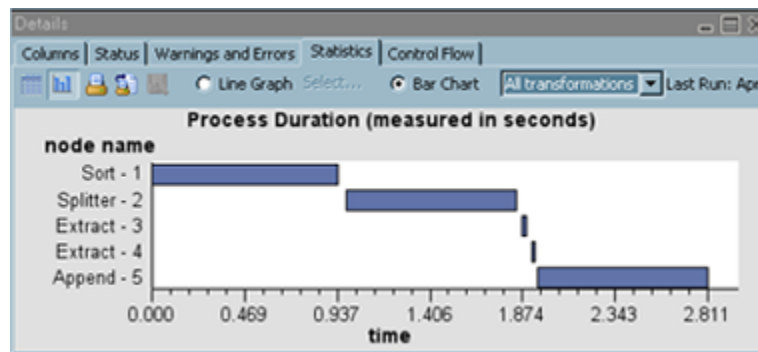 Details
Columns Status Warnings and Errors Statistics Control Flow
Line Graph Select... Bar Chart All transformations Last Run: Apr
Process Duration (measured in seconds)
node name
Sort - 1
Splitter - 2
Extract - 3
Extract - 4
Append - 5
0.000 0.469 0.937 1.406 1.874 2.343 2.811
time